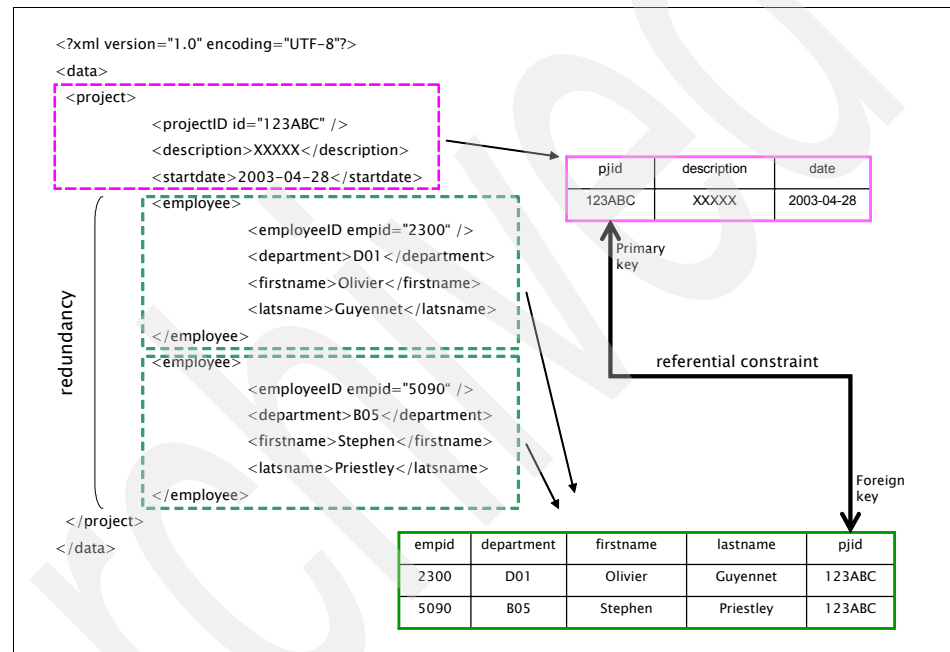 <?xml version="1.0" encoding="UTF-8"?>
<data>
<project>
<projectID id="123ABC" />
<description>XXXXX</description>
<startdate>2003-04-28</startdate>
<employee>
<employeeID empid="2300“ />
<department>D01</department>
<firstname>Olivier</firstname>
<latsname>Guyennet</latsname>
</employee>
<employee>
<employeeID empid="5090“ />
<department>B05</department>
<firstname>Stephen</firstname>
<latsname>Priestley</latsname>
</employee>
</project>
</data>
redundancy
pjid description date
123ABC XXXXX 2003-04-28
Primary
key
referential constraint
Foreign
key
empid department firstname lastname pjid
2300 D01 Olivier Guyennet 123ABC
5090 B05 Stephen Priestley 123ABC
rchived